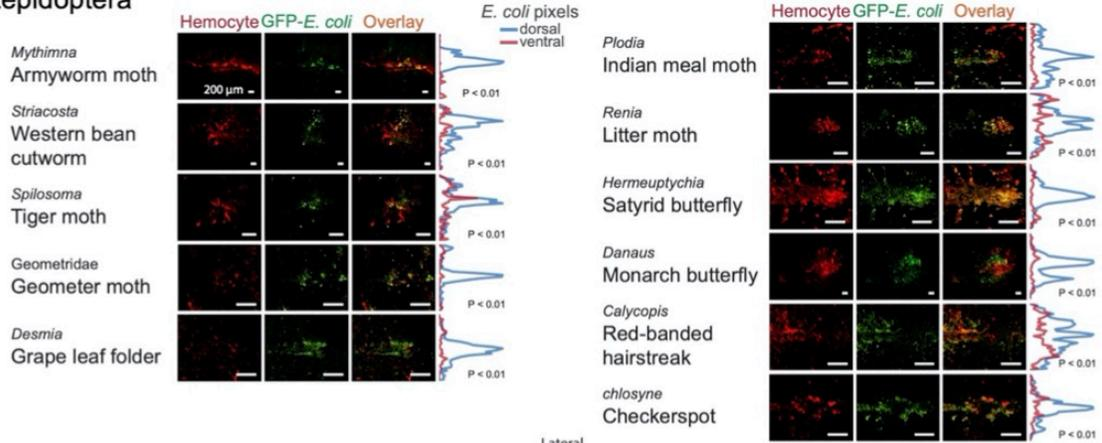 Hemocyte GFP-E. coli Overlay
E. coli pixels
dorsal
ventral
Mythimna
Armyworm moth
200 µm
P < 0.01
Striacosta
Western bean
cutworm
P < 0.01
Spilosoma
Tiger moth
P < 0.01
Geometridae
Geometer moth
P < 0.01
Desmia
Grape leaf folder
P < 0.01
Hemocyte GFP-E. coli Overlay
Plodia
Indian meal moth
P < 0.01
Renia
Litter moth
P < 0.01
Hermeuptychia
Satyrid butterfly
P < 0.01
Danaus
Monarch butterfly
P < 0.01
Calycopis
Red-banded
hairstreak
P < 0.01
chlosyne
Checkerspot
P < 0.01